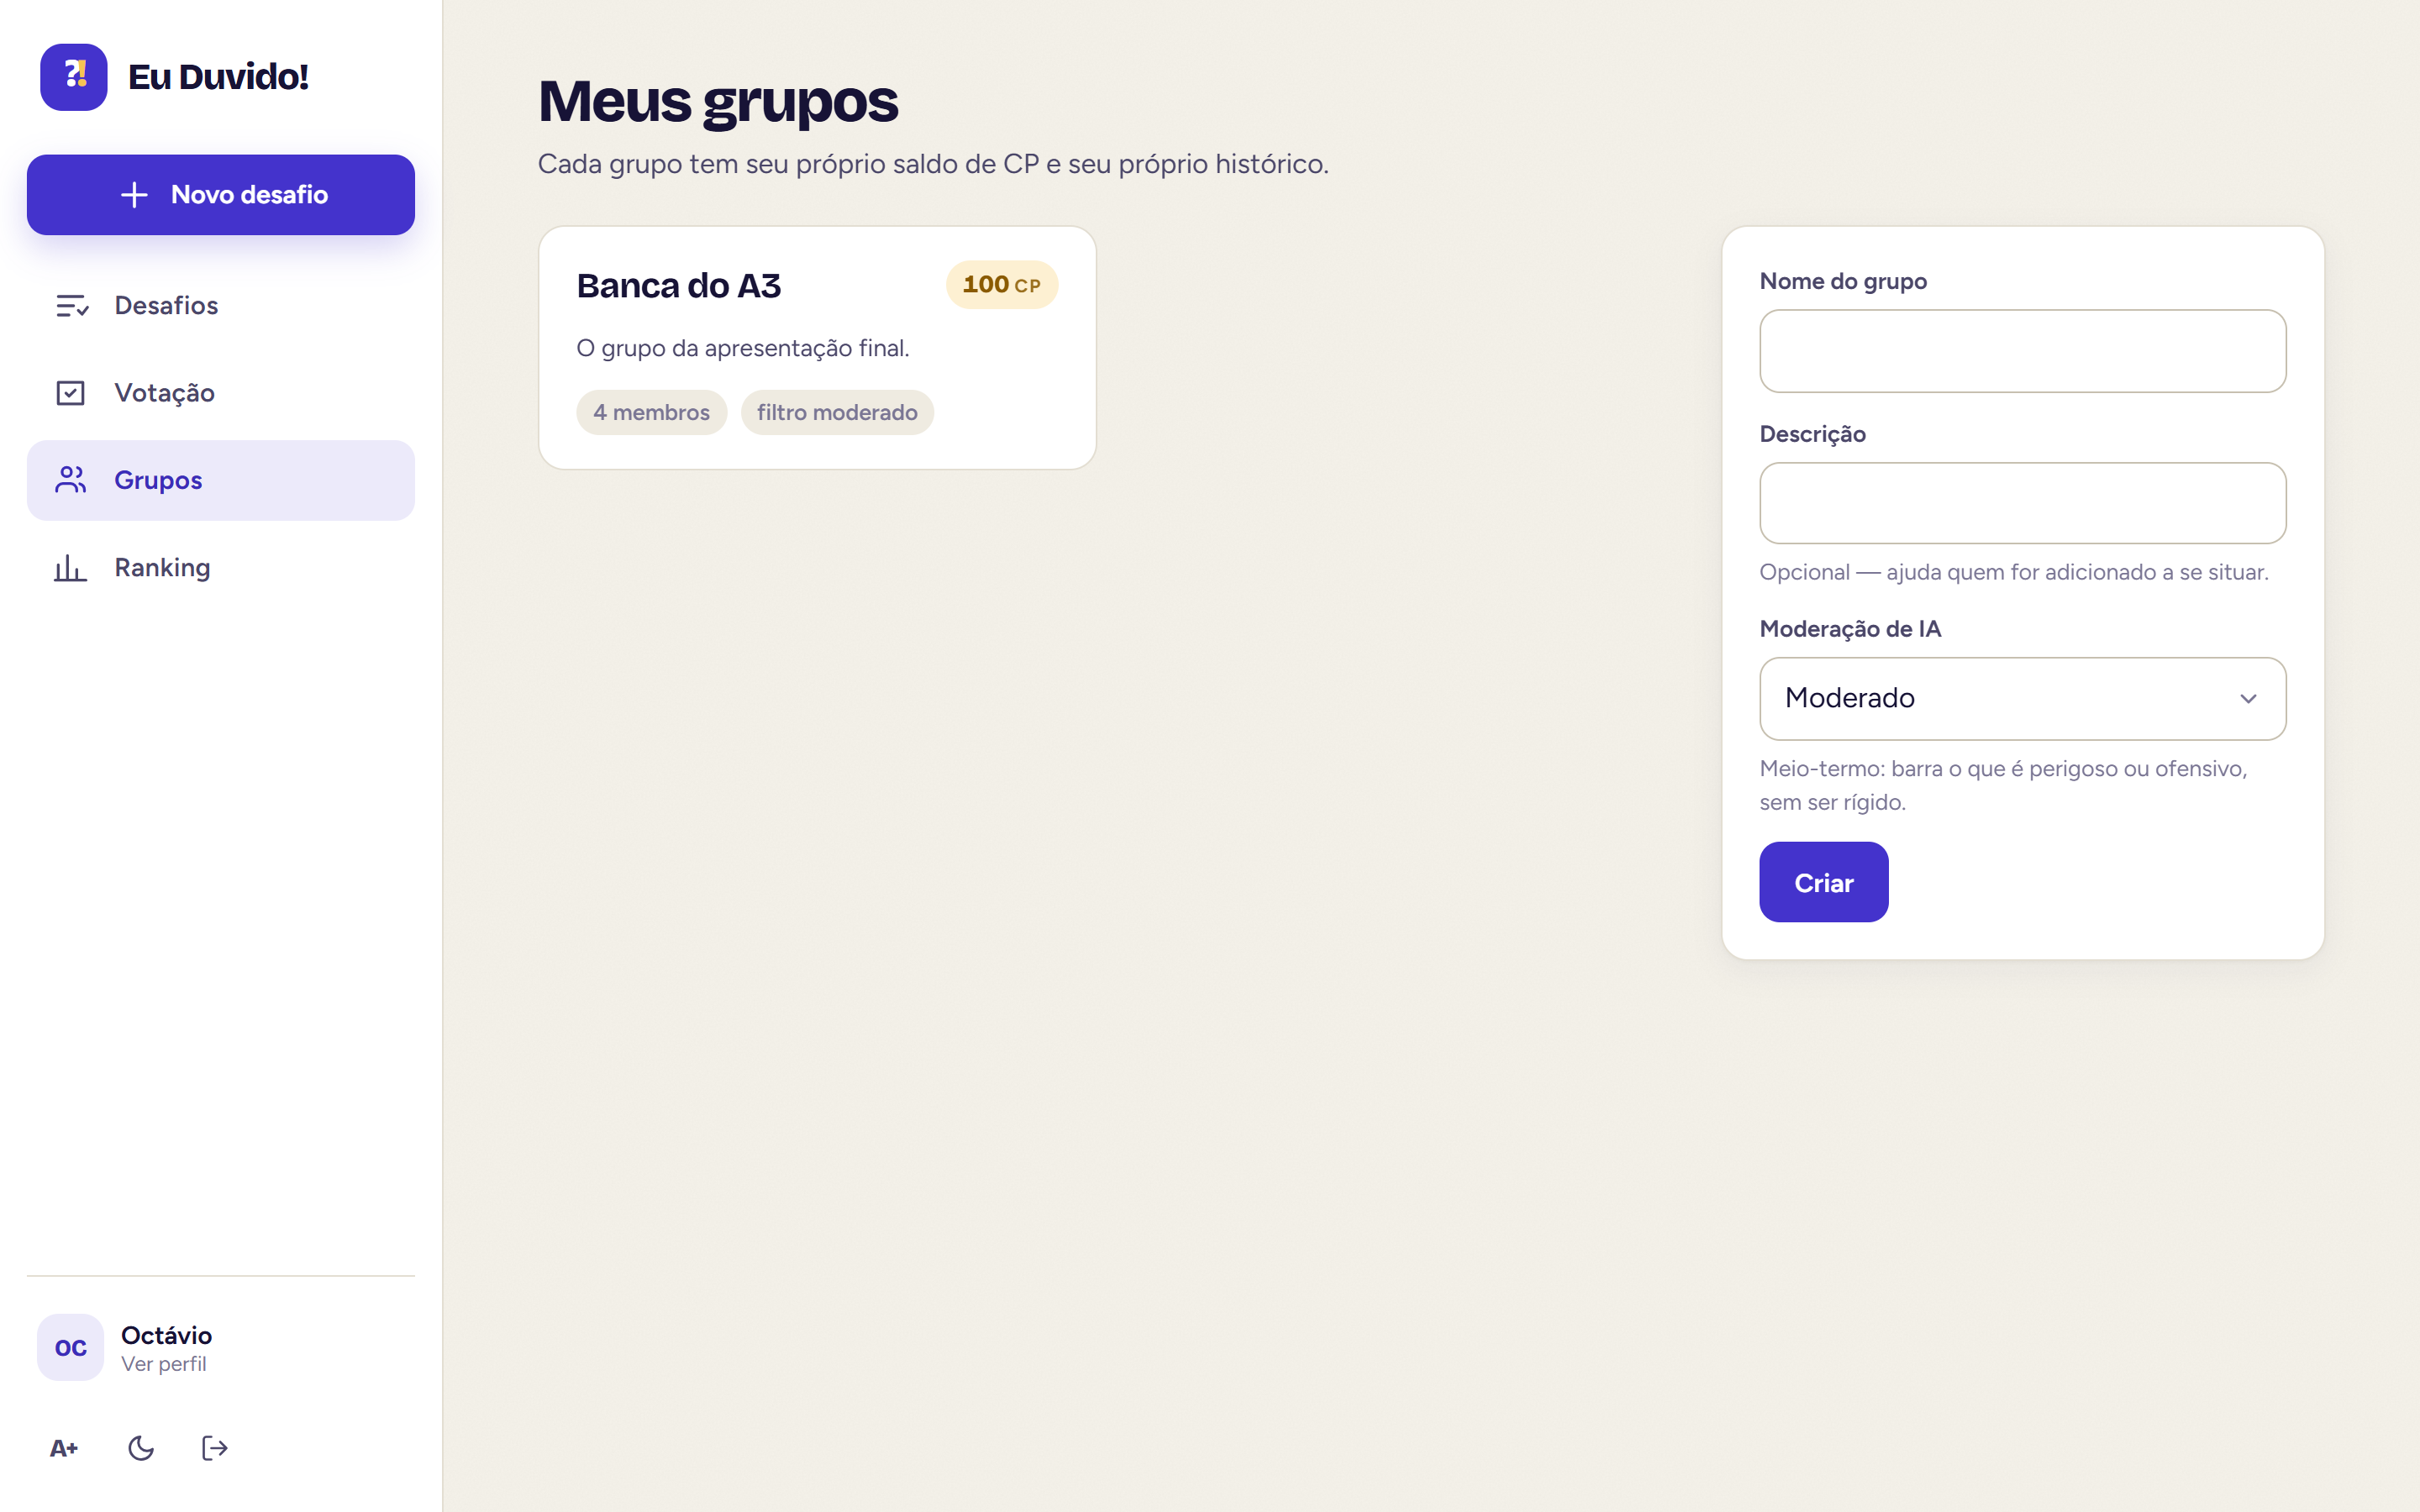 ?!
Eu Duvido!
Novo desafio
Desafios
Votação
Grupos
Ranking
Octávio
OC
Ver perfil
A+
Meus grupos
Cada grupo tem seu próprio saldo de CP e seu próprio histórico.
Banca do A3
100 CP
O grupo da apresentação final.
4 membros
filtro moderado
Nome do grupo
Descrição
Opcional — ajuda quem for adicionado a se situar.
Moderação de IA
Moderado
Meio-termo: barra o que é perigoso ou ofensivo,
sem ser rígido.
Criar